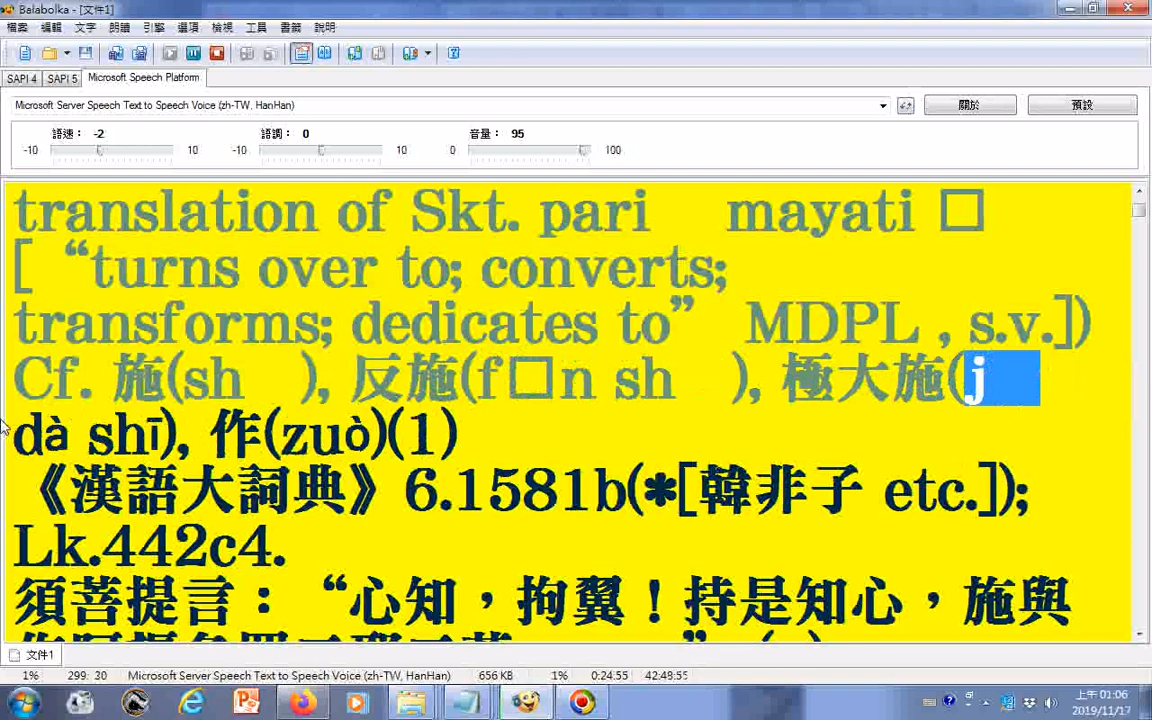 Balabolka - [文件1]
檔案 編輯 文字 朗讀 引擎 選項 檢視 工具 書籤 說明
SAPI 4 SAPI 5 Microsoft Speech Platform
Microsoft Server Speech Text to Speech Voice (zh-TW, HanHan) 關於 預設
語速： -2 語調： 0 音量： 95
-10 10 -10 10 0 100
translation of Skt. pari mayati □
[ “turns over to; converts;
transforms; dedicates to” MDPL , s.v.])
Cf. 施(sh ), 反施(f□n sh ), 極大施(j
dà shī), 作(zuò)(1)
《漢語大詞典》6.1581b(*[韓非子 etc.]);
Lk.442c4.
須菩提言：“心知，拘翼！持是知心，施與
文件1
1% 299: 30 Microsoft Server Speech Text to Speech Voice (zh-TW, HanHan) 656 KB 1% 0:24:55 42:48:55
上午 01:06
2019/11/17